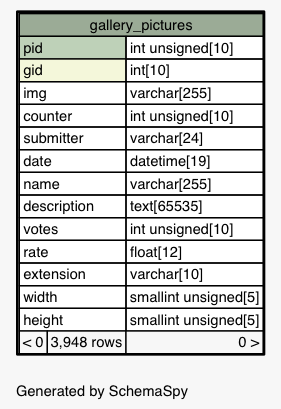 gallery_pictures
pid int unsigned[10]
gid int[10]
img varchar[255]
counter int unsigned[10]
submitter varchar[24]
date datetime[19]
name varchar[255]
description text[65535]
votes int unsigned[10]
rate float[12]
extension varchar[10]
width smallint unsigned[5]
height smallint unsigned[5]
< 0 3,948 rows 0 >
Generated by SchemaSpy